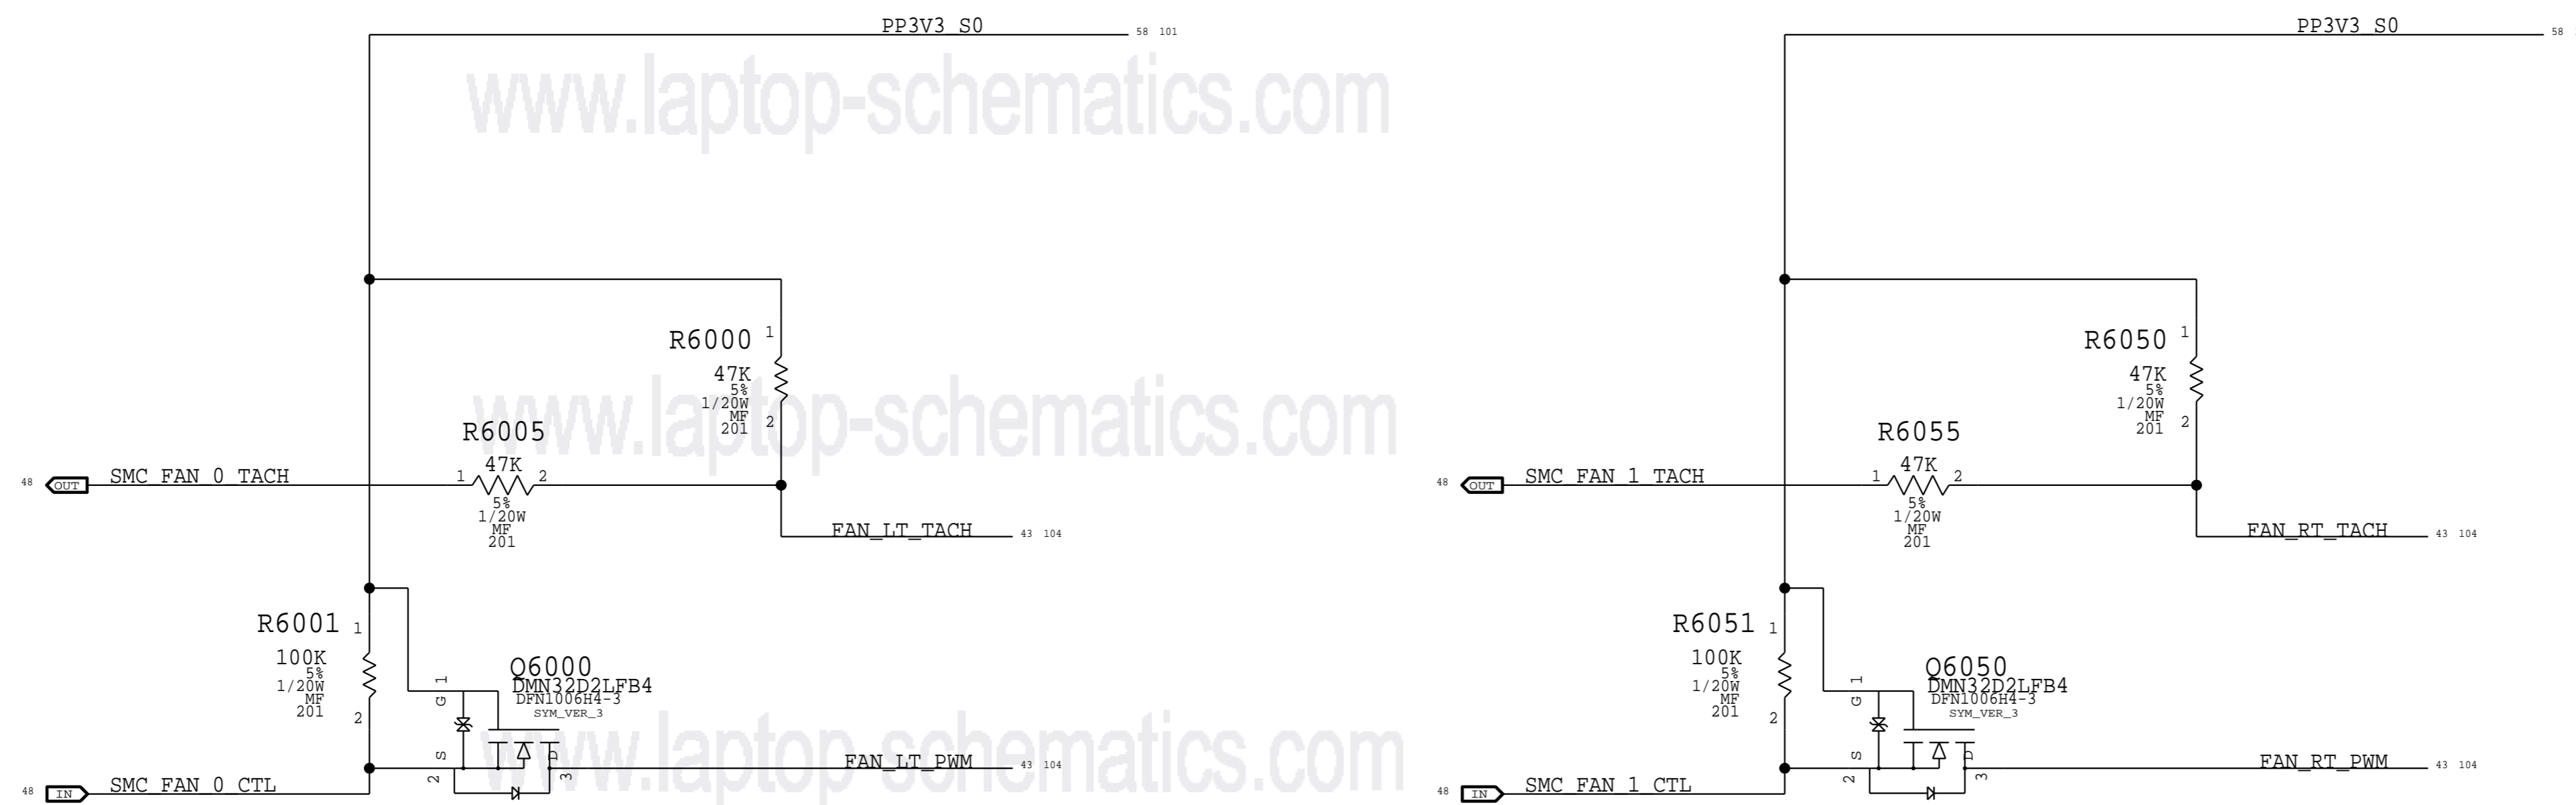 PP3V3_S0
58 101
www.laptop-schematics.com
R6000
1
47K
5%
1/20W
MF
201
2
www.laptop-schematics.com
R6005
1
47K
2
5%
1/20W
MF
201
48
OUT
SMC_FAN_0_TACH
FAN_LT_TACH
43 104
R6001
1
100K
5%
1/20W
MF
201
2
Q6000
DMN32D2LFB4
DFN1006H4-3
SYM_VER_3
G 1
S 2
D 3
www.laptop-schematics.com
FAN_LT_PWM
43 104
48
IN
SMC_FAN_0_CTL
PP3V3_S0
58
R6050
1
47K
5%
1/20W
MF
201
2
R6055
1
47K
2
5%
1/20W
MF
201
48
OUT
SMC_FAN_1_TACH
FAN_RT_TACH
43 104
R6051
1
100K
5%
1/20W
MF
201
2
Q6050
DMN32D2LFB4
DFN1006H4-3
SYM_VER_3
G 1
S 2
D 3
FAN_RT_PWM
43 104
48
IN
SMC_FAN_1_CTL